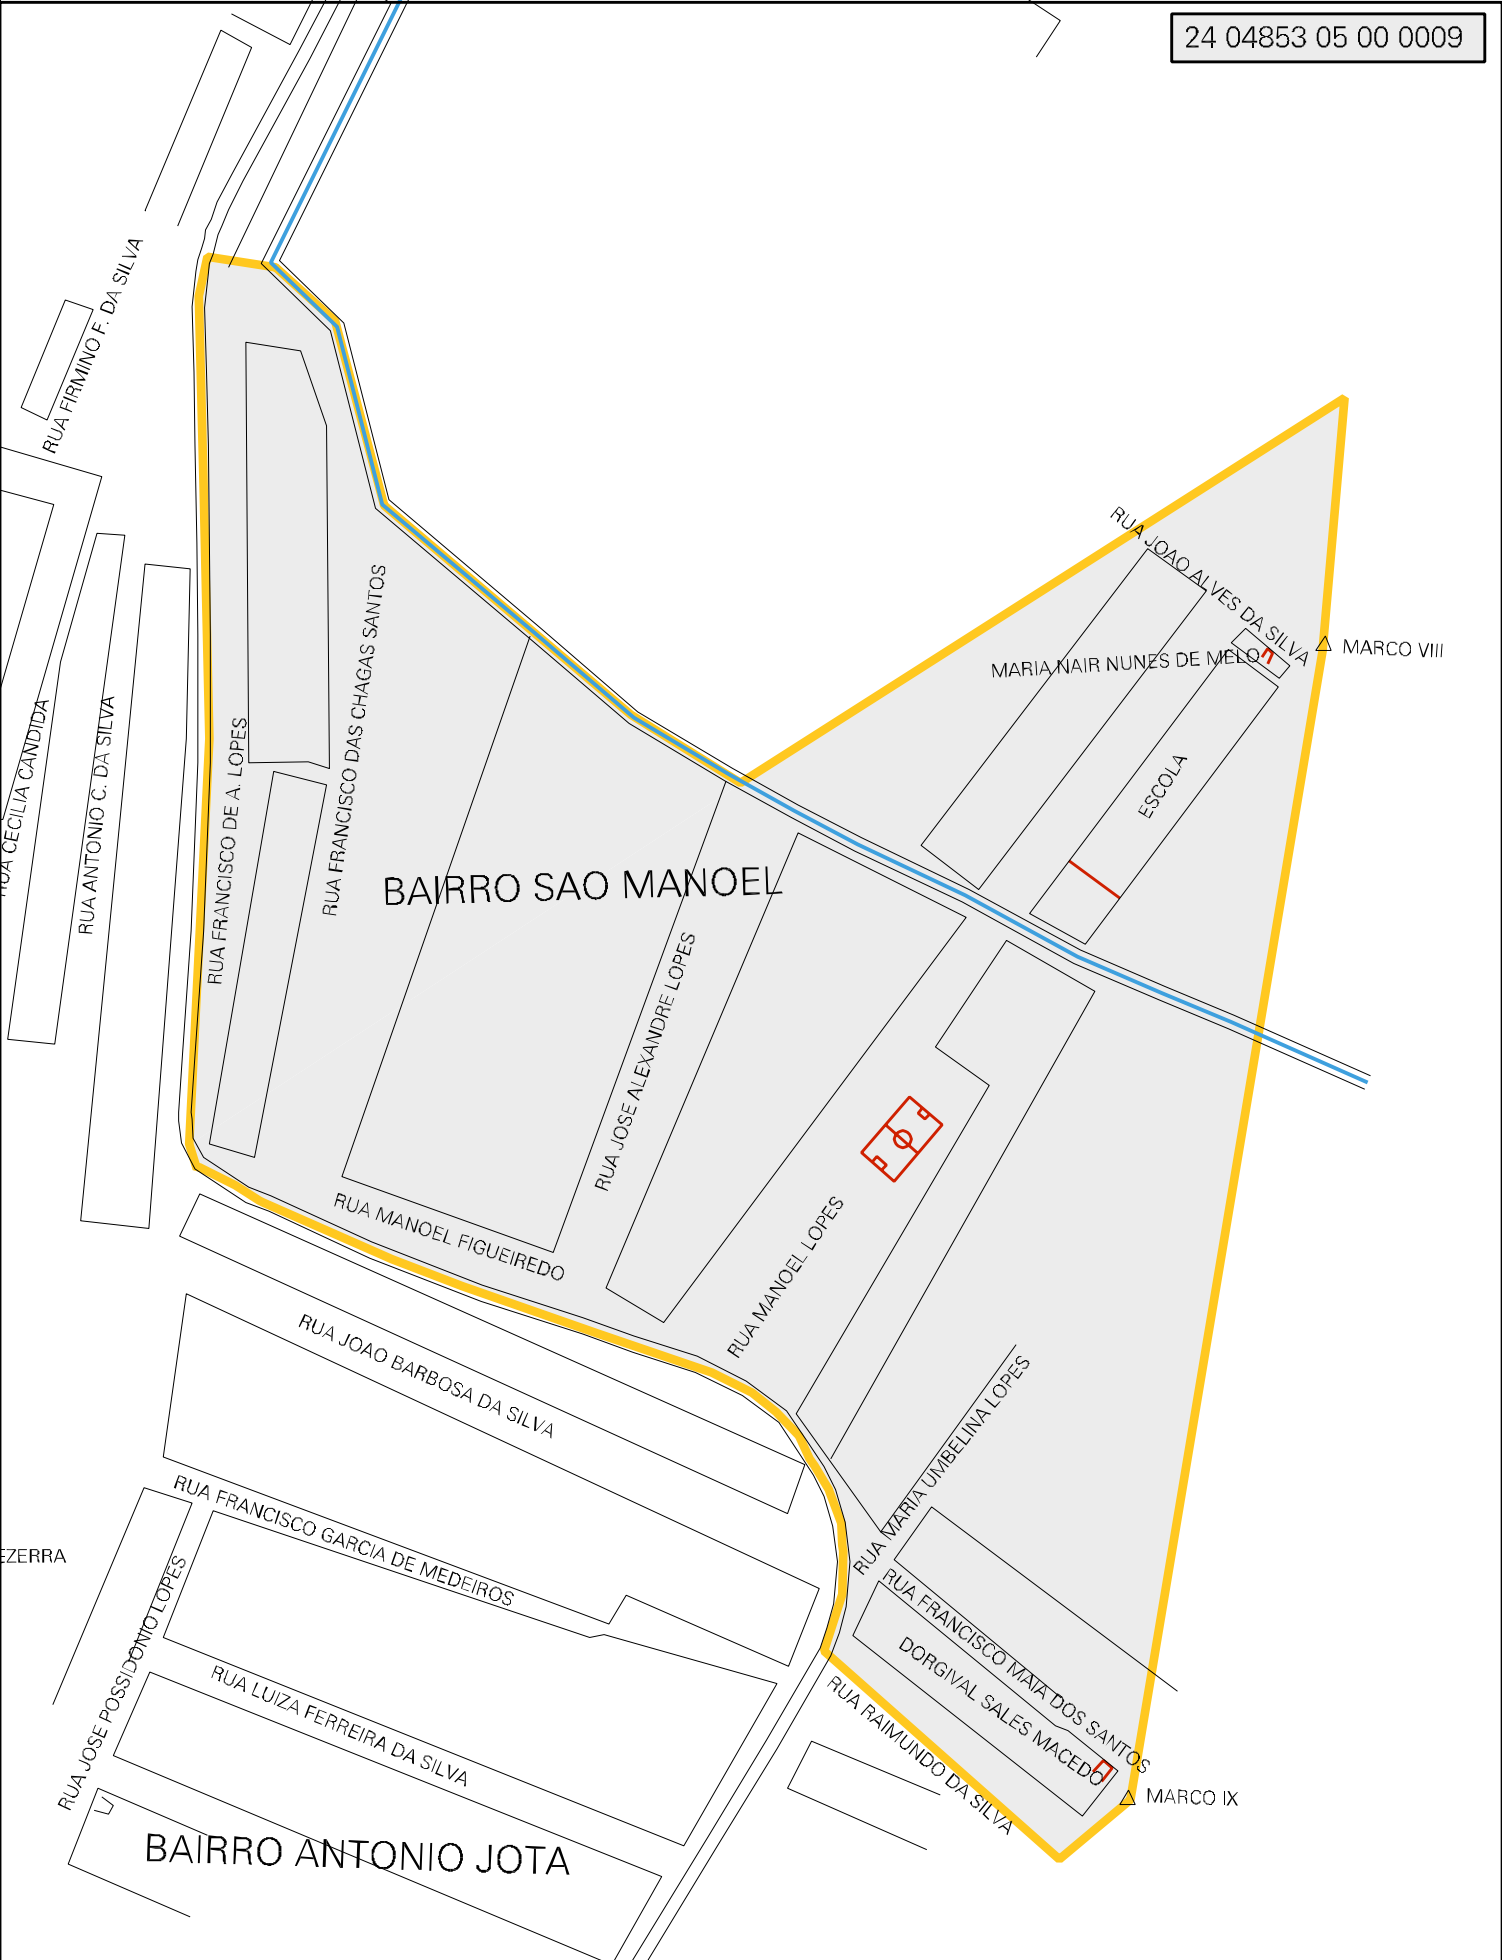 24 04853 05 00 0009
RUA FIRMINO F. DA SILVA
RUA JOAO ALVES DA SILVA
MARCO VIII
MARIA NAIR NUNES DE MELO
ESCOLA
RUA CECILIA CANDIDA
RUA ANTONIO C. DA SILVA
RUA FRANCISCO DE A. LOPES
RUA FRANCISCO DAS CHAGAS SANTOS
BAIRRO SAO MANOEL
RUA JOSE ALEXANDRE LOPES
RUA MANOEL FIGUEIREDO
RUA MANOEL LOPES
RUA JOAO BARBOSA DA SILVA
RUA MARIA UMBELINA LOPES
RUA FRANCISCO GARCIA DE MEDEIROS
EZERRA
RUA JOSE POSSIDONIO LOPES
RUA FRANCISCO MAIA DOS SANTOS
DORGIVAL SALES MACEDO
RUA RAIMUNDO DA SILVA
RUA LUIZA FERREIRA DA SILVA
MARCO IX
BAIRRO ANTONIO JOTA